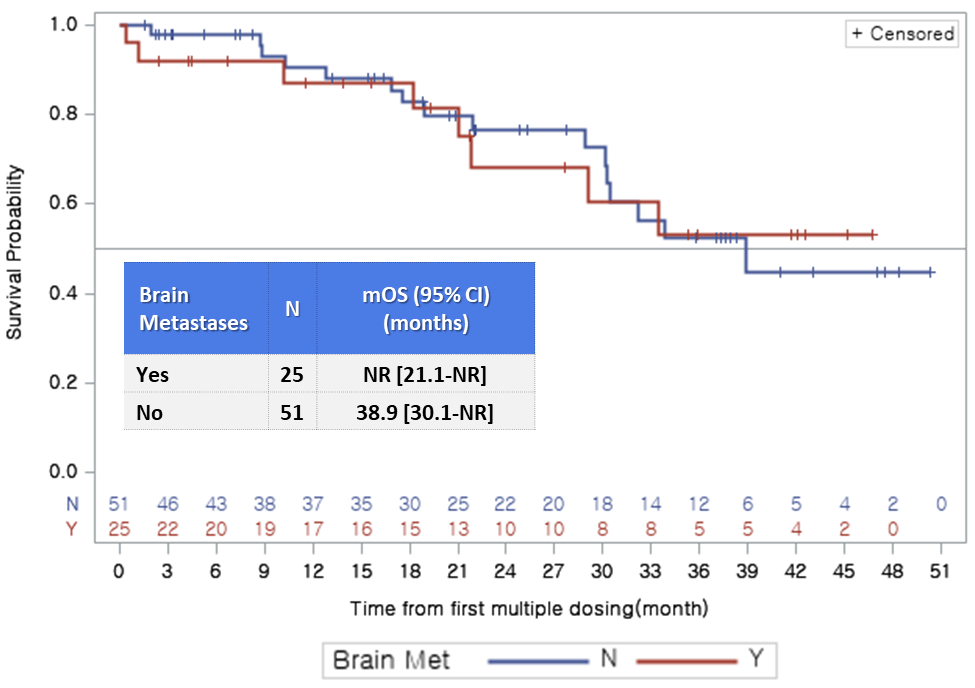 1.0
+ Censored
0.8
0.6
0.4
0.2
0.0
Survival Probability
Brain Metastases N mOS (95% CI) (months)
Yes 25 NR [21.1-NR]
No 51 38.9 [30.1-NR]
N 51 46 43 38 37 35 30 25 22 20 18 14 12 6 5 4 2 0
Y 25 22 20 19 17 16 15 13 10 10 8 8 5 5 4 2 0
0 3 6 9 12 15 18 21 24 27 30 33 36 39 42 45 48 51
Time from first multiple dosing(month)
Brain Met N Y